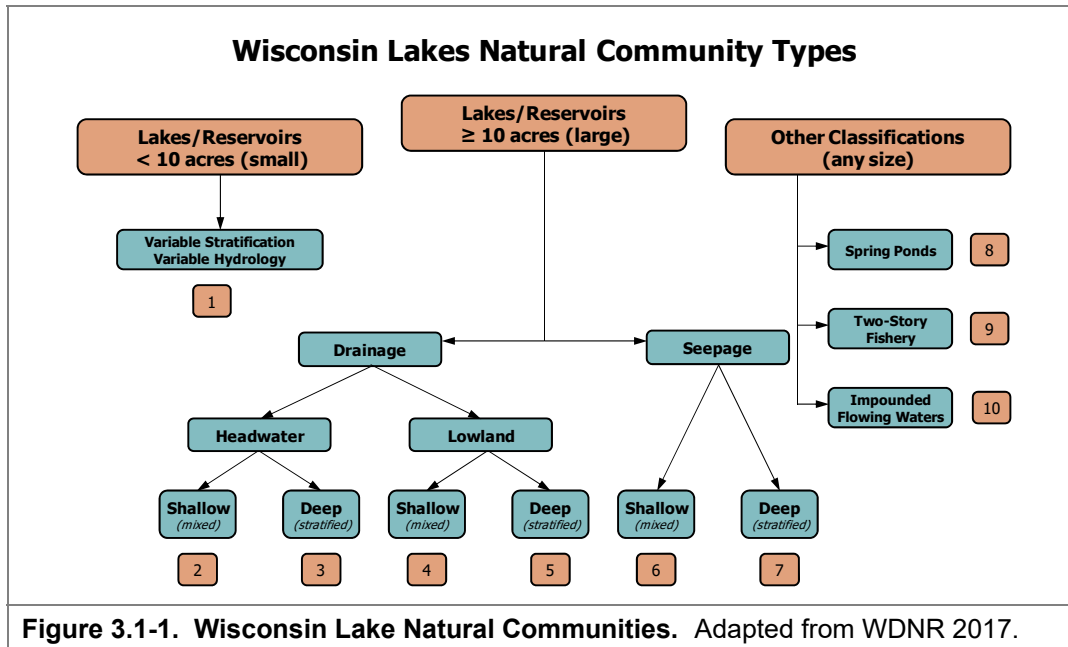 Wisconsin Lakes Natural Community Types
Lakes/Reservoirs
< 10 acres (small)
Lakes/Reservoirs
≥ 10 acres (large)
Other Classifications
(any size)
Variable Stratification
Variable Hydrology
1
Spring Ponds
8
Two-Story
Fishery
9
Impounded
Flowing Waters
10
Drainage
Seepage
Headwater
Lowland
Shallow
(mixed)
Deep
(stratified)
Shallow
(mixed)
Deep
(stratified)
Shallow
(mixed)
Deep
(stratified)
2
3
4
5
6
7
Figure 3.1-1. Wisconsin Lake Natural Communities. Adapted from WDNR 2017.